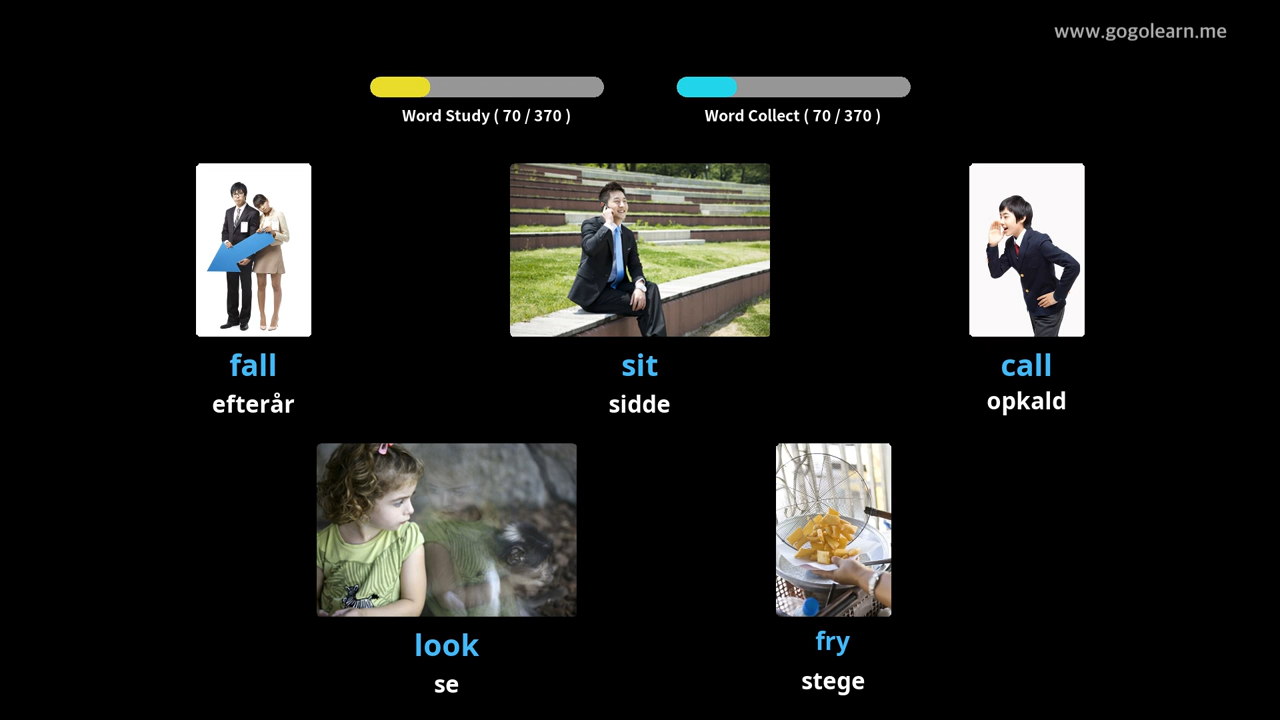 www.gogolearn.me
Word Study ( 70 / 370 )
Word Collect ( 70 / 370 )
fall
efterår
sit
sidde
call
opkald
look
se
fry
stege